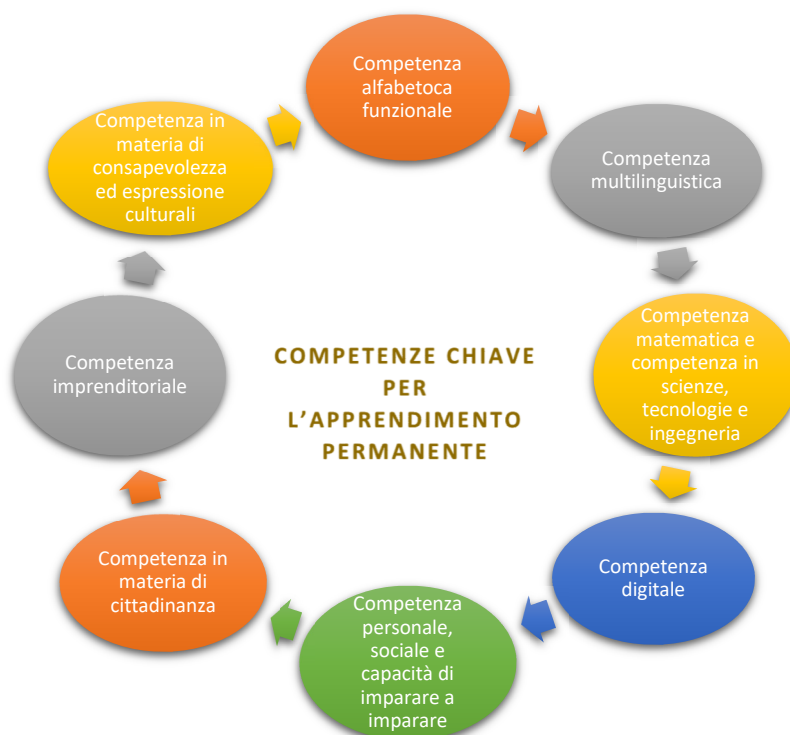 Competenza
alfabetoca
funzionale
Competenza
multilinguistica
Competenza
matematica e
competenza in
scienze,
tecnologie e
ingegneria
Competenza
digitale
Competenza
personale,
sociale e
capacità di
imparare a
imparare
Competenza in
materia di
cittadinanza
Competenza
imprenditoriale
Competenza in
materia di
consapevolezza
ed espressione
culturali
COMPETENZE CHIAVE
PER
L’APPRENDIMENTO
PERMANENTE